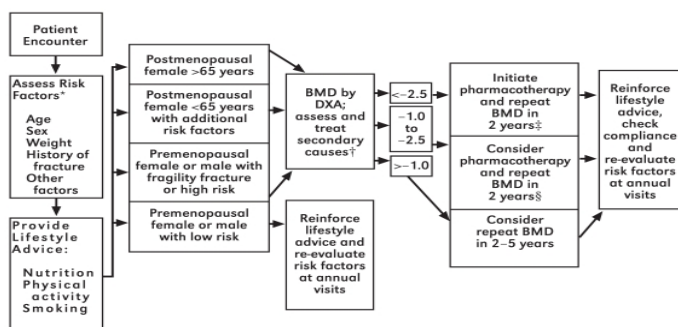 Patient
Encounter
Assess Risk
Factors*
Age
Sex
Weight
History of
fracture
Other
factors
Provide
Lifestyle
Advice:
Nutrition
Physical
activity
Smoking
Postmenopausal
female >65 years
Postmenopausal
female <65 years
with additional
risk factors
Premenopausal
female or male with
fragility fracture
or high risk
Premenopausal
female or male
with low risk
BMD by
DXA;
assess and
treat
secondary
causes†
Reinforce
lifestyle
advice and
re-evaluate
risk factors
at annual
visits
<–2.5
–1.0
to
–2.5
>–1.0
Initiate
pharmacotherapy
and repeat
BMD in
2 years‡
Consider
pharmacotherapy
and repeat
BMD in
2 years§
Consider
repeat BMD
in 2–5 years
Reinforce
lifestyle
advice,
check
compliance
and
re-evaluate
risk factors
at annual
visits